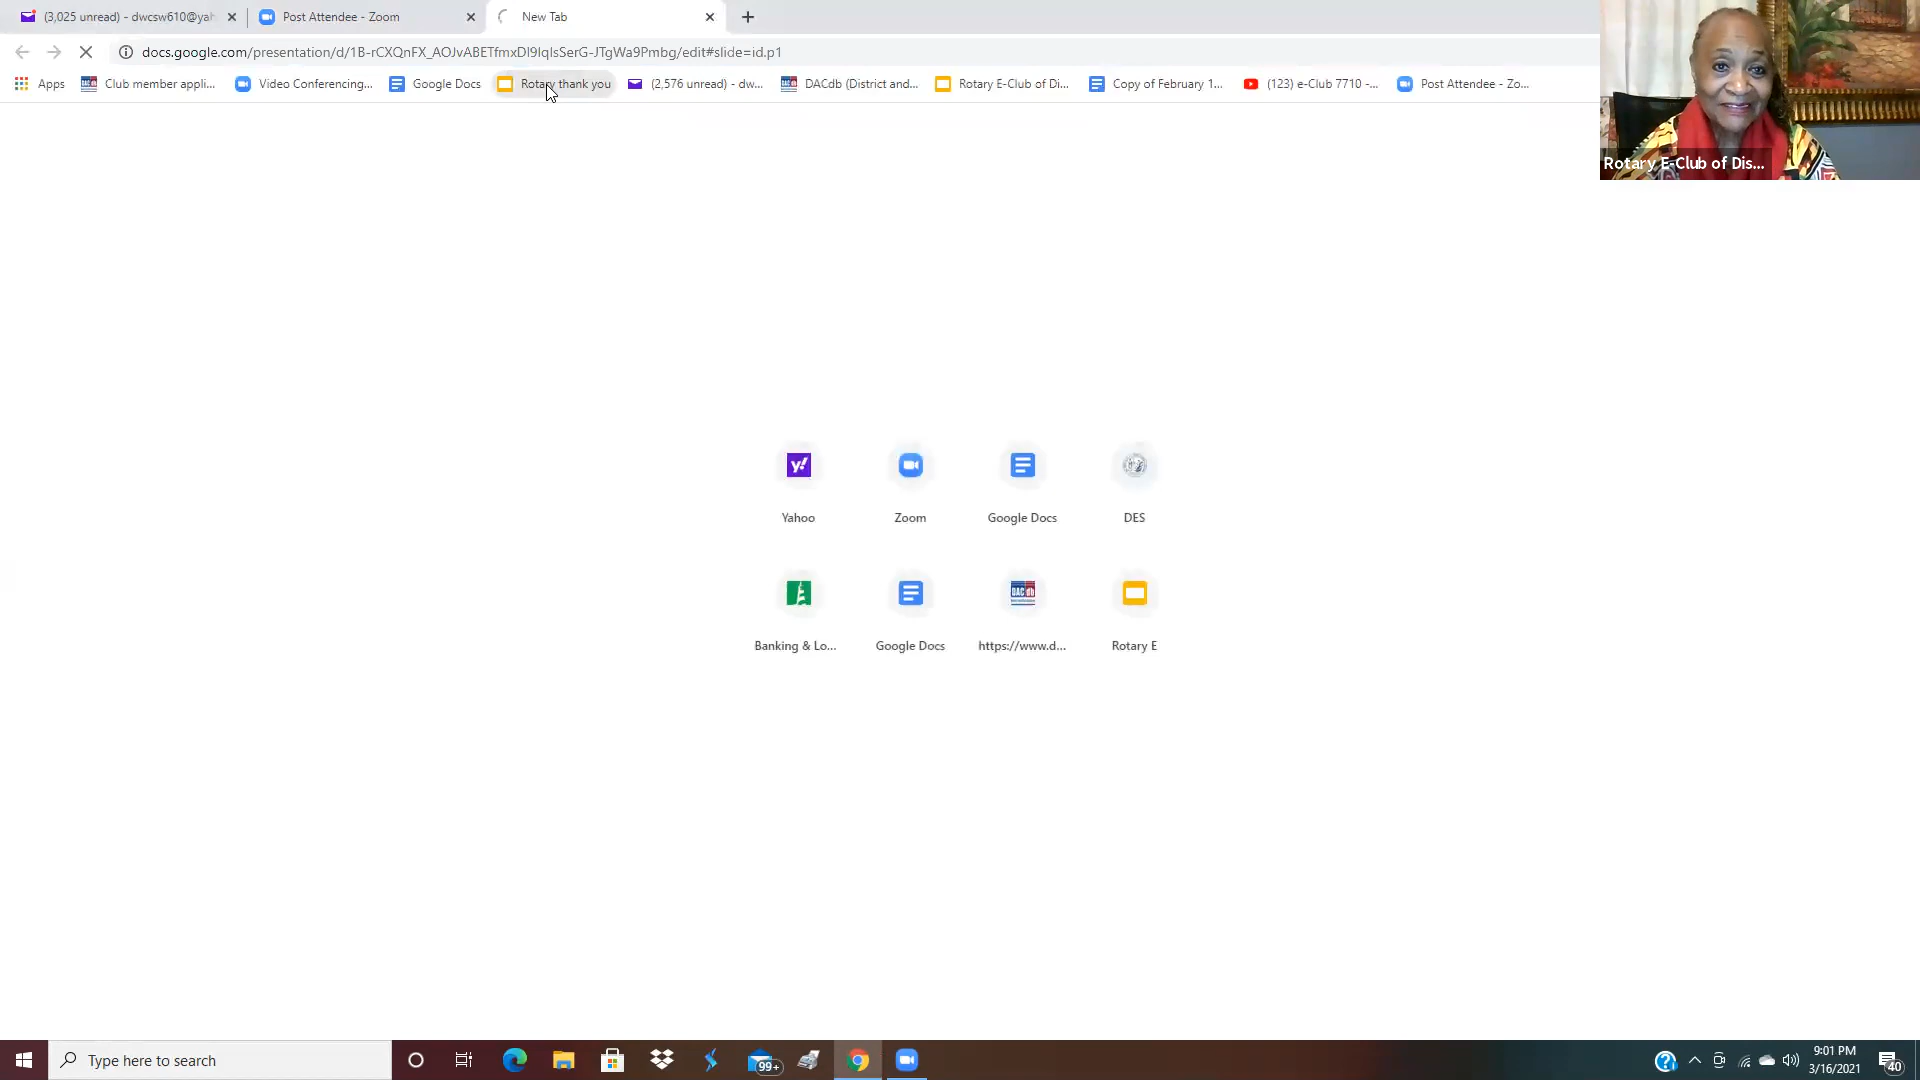 (3,025 unread) - dwcsw610@yah
Post Attendee - Zoom
New Tab
docs.google.com/presentation/d/1B-rCXQnFX_AOJvABETfmxDl9IqlsSerG-JTgWa9Pmbg/edit#slide=id.p1
Apps
Club member appli...
Video Conferencing...
Google Docs
Rotary thank you
(2,576 unread) - dw...
DACdb (District and...
Rotary E-Club of Di...
Copy of February 1...
(123) e-Club 7710 -...
Post Attendee - Zo...
Rotary E-Club of Dis...
Yahoo
Zoom
Google Docs
DES
Banking & Lo...
Google Docs
https://www.d...
Rotary E
Type here to search
99+
9:01 PM
3/16/2021
40